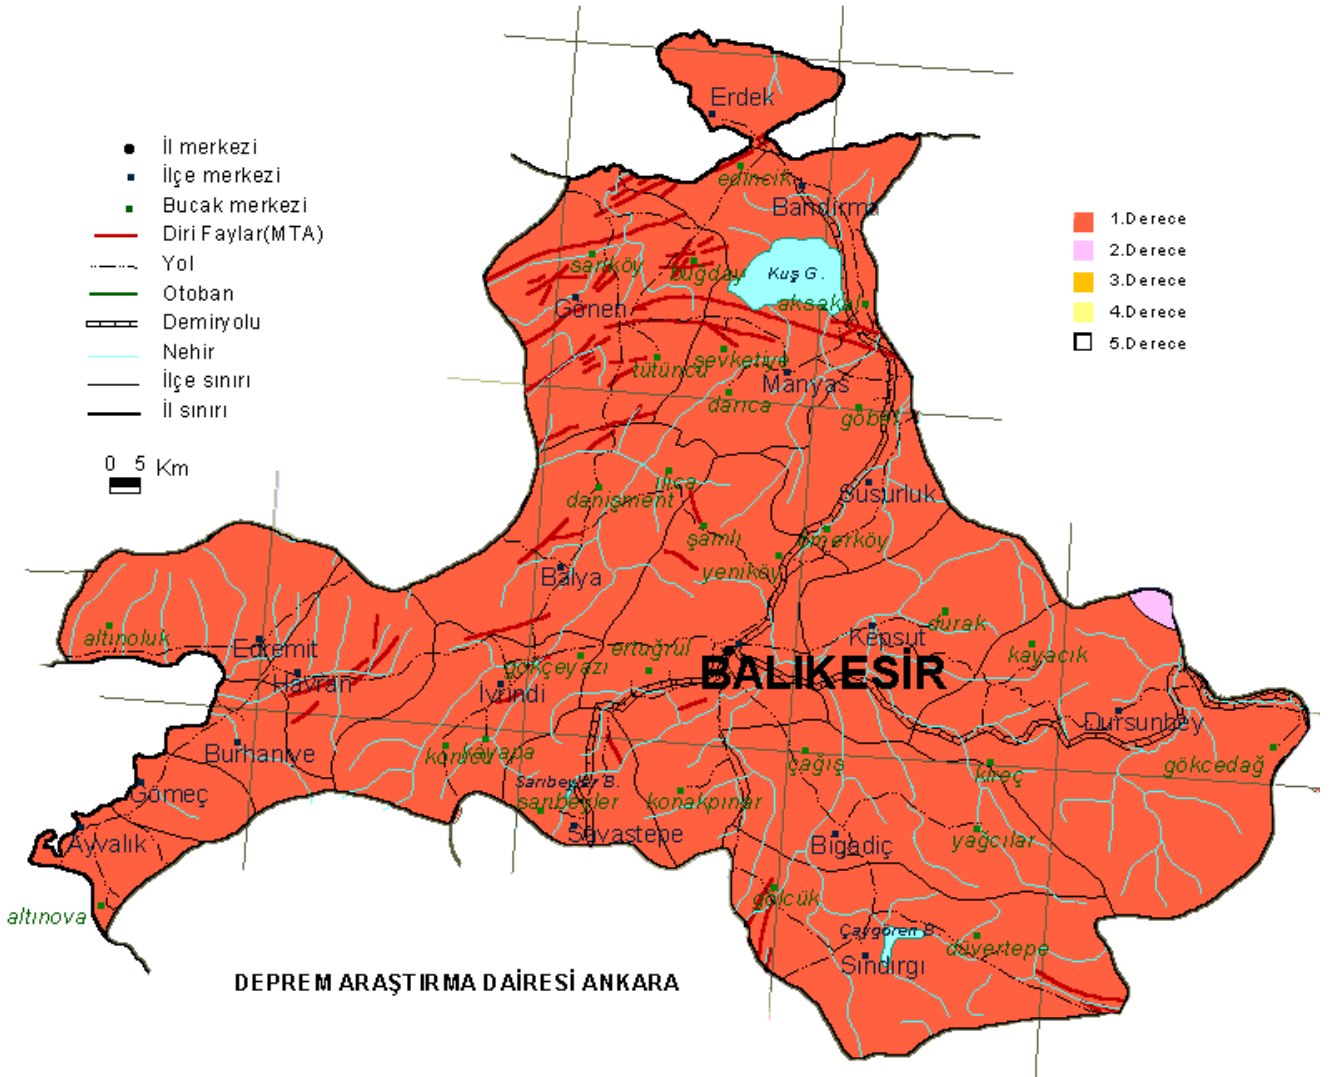 Erdek
İl merkezi
İlçe merkezi
Bucak merkezi
Diri Faylar(MTA)
Yol
Otoban
Demiryolu
Nehir
İlçe sınırı
İl sınırı
0 5 Km
1.Derece
2.Derece
3.Derece
4.Derece
5.Derece
edincik
Bandırma
sarıköy
buğday
Kuş G.
Gönen
aksakal
tütüncü
şevketiye
Manyas
darıca
göbel
ılıca
danişment
Susurluk
şamlı
ömerköy
yeniköy
Balya
altınoluk
Edremit
Havran
gökçeyazı
ertuğrul
İvrindi
BALIKESİR
Kepsut
durak
kayacık
Dursunbey
Burhaniye
korucu
kayapa
çağış
kireç
gökcedağ
Gömeç
Sarıbeyler B.
sarıbeyler
konakpınar
Savastepe
Ayvalık
Bigadiç
yağcılar
altınova
gölcük
Çaygören B.
düvertepe
Sındırgı
DEPREM ARAŞTIRMA DAİRESİ ANKARA